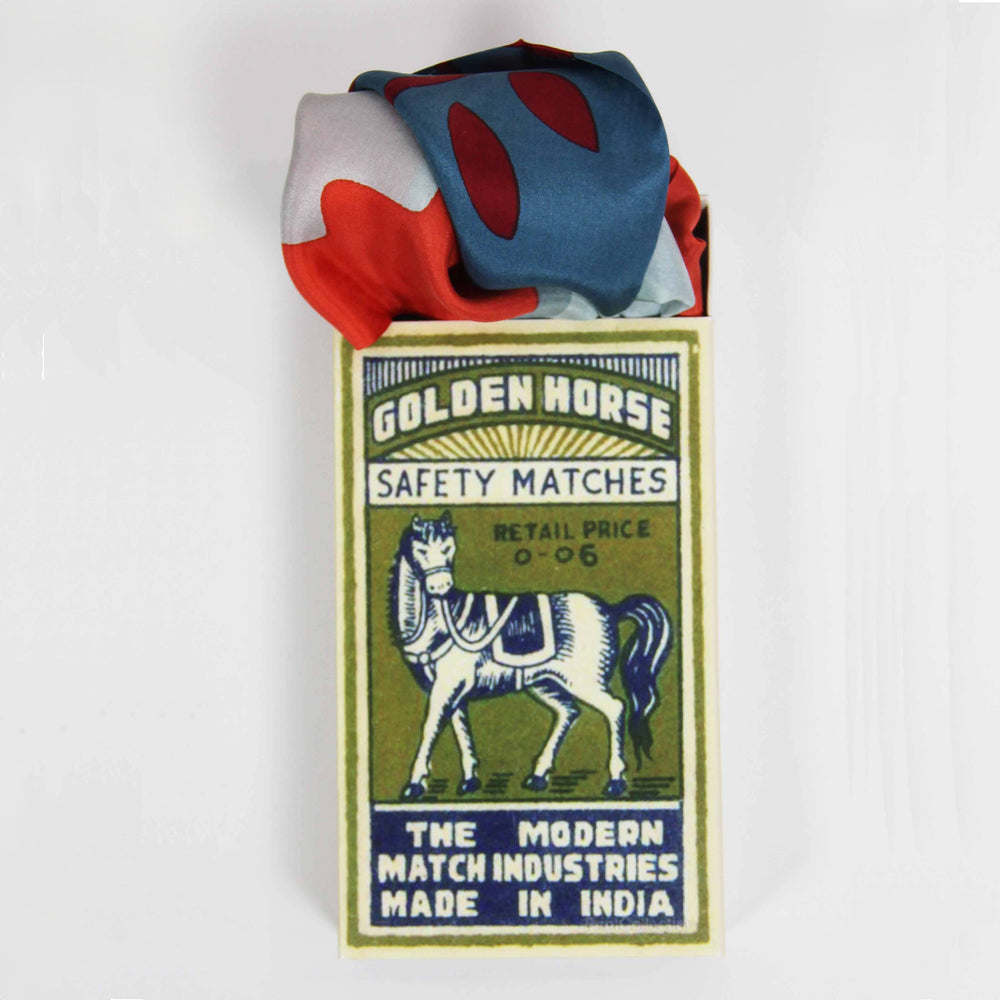 GOLDEN HORSE
SAFETY MATCHES
RETAIL PRICE
0-06
THE MODERN
MATCH INDUSTRIES
MADE IN INDIA